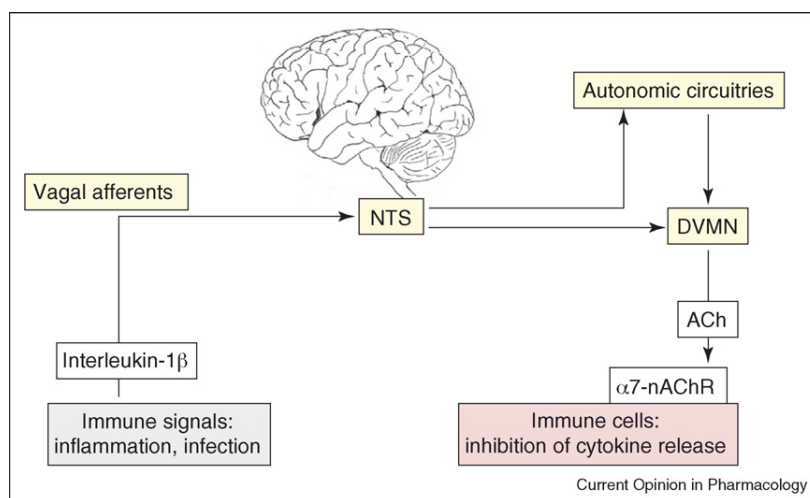 Autonomic circuitries
Vagal afferents
NTS
DVMN
ACh
Interleukin-1β
α7-nAChR
Immune signals:
inflammation, infection
Immune cells:
inhibition of cytokine release
Current Opinion in Pharmacology